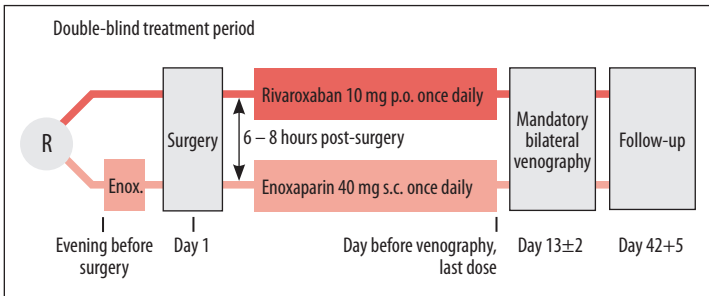 Double-blind treatment period
Rivaroxaban 10 mg p.o. once daily
R
Surgery
6 – 8 hours post-surgery
Mandatory
bilateral
venography
Follow-up
Enox.
Enoxaparin 40 mg s.c. once daily
Evening before
surgery
Day 1
Day before venography,
last dose
Day 13±2
Day 42+5